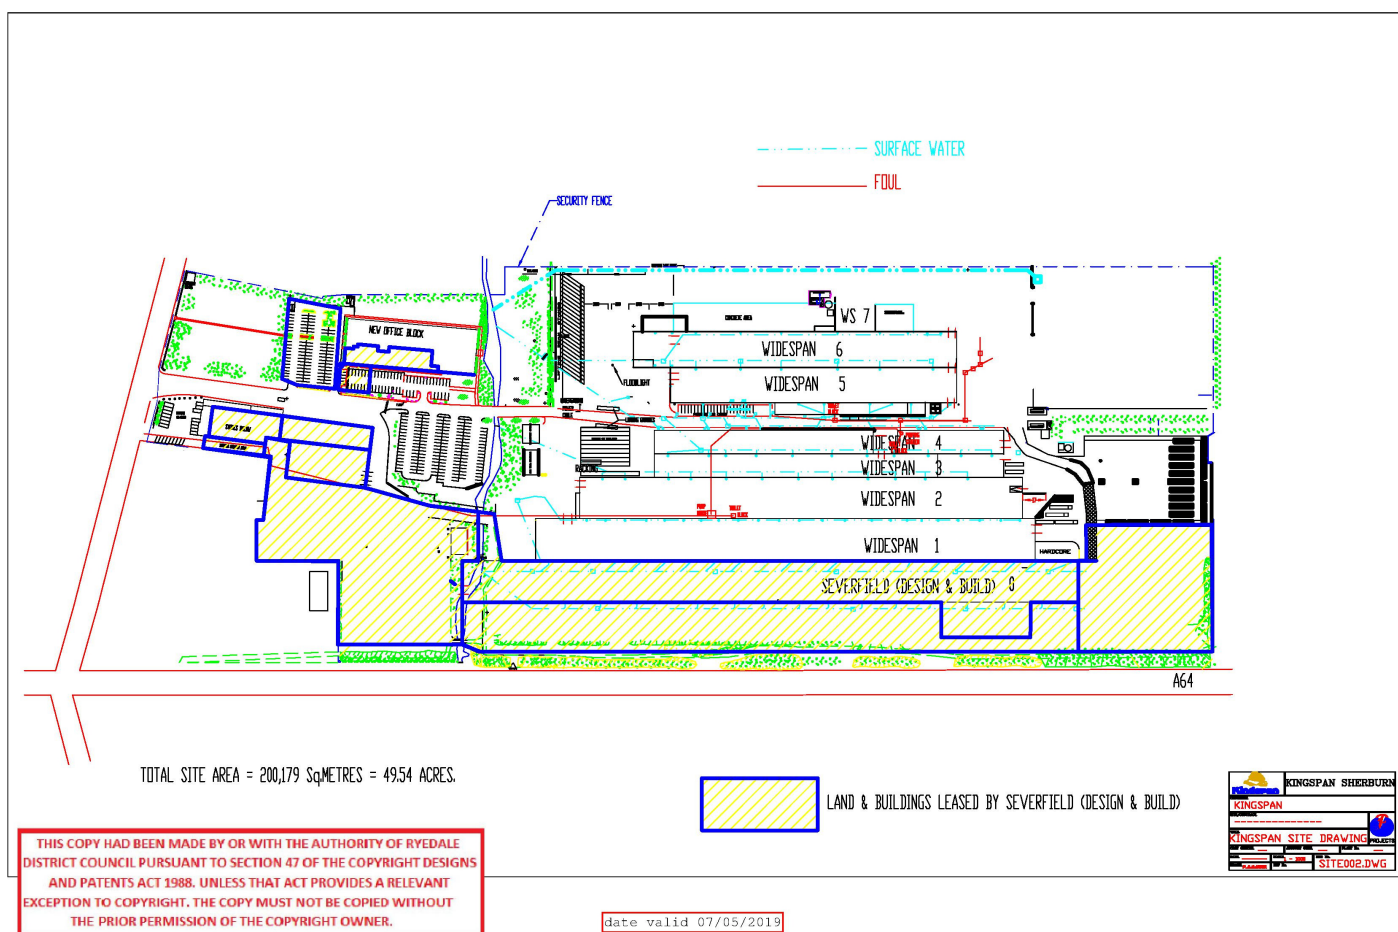 SURFACE WATER
FOUL
SECURITY FENCE
NEW OFFICE BLOCK
WS 7
WIDESPAN 6
WIDESPAN 5
FLOODLIGHT
WIDESPAN 4
WIDESPAN 3
WIDESPAN 2
WIDESPAN 1
HARDCORE
SEVERFIELD (DESIGN & BUILD) 8
A64
TOTAL SITE AREA = 200,179 Sq.METRES = 49.54 ACRES.
LAND & BUILDINGS LEASED BY SEVERFIELD (DESIGN & BUILD)
Kingspan
KINGSPAN SHERBURN
KINGSPAN
KINGSPAN SITE DRAWING
PROJECTS
SITE002.DWG
THIS COPY HAD BEEN MADE BY OR WITH THE AUTHORITY OF RYEDALE
DISTRICT COUNCIL PURSUANT TO SECTION 47 OF THE COPYRIGHT DESIGNS
AND PATENTS ACT 1988. UNLESS THAT ACT PROVIDES A RELEVANT
EXCEPTION TO COPYRIGHT. THE COPY MUST NOT BE COPIED WITHOUT
THE PRIOR PERMISSION OF THE COPYRIGHT OWNER.
date valid 07/05/2019